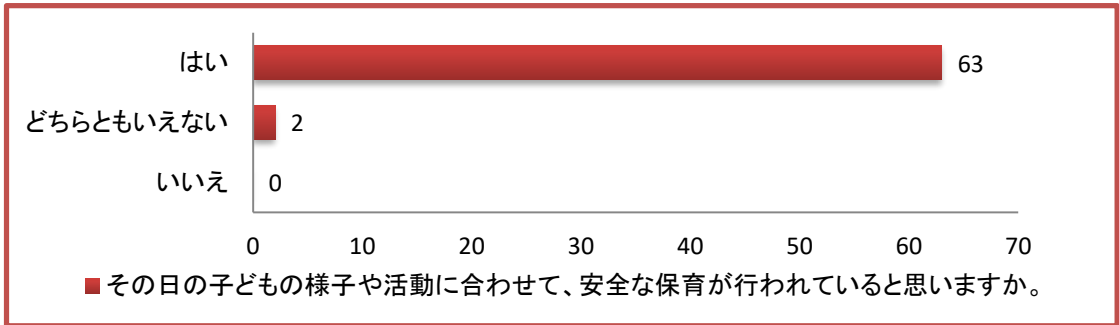 はい 63
どちらともいえない 2
いいえ 0
0 10 20 30 40 50 60 70
その日の子どもの様子や活動に合わせて、安全な保育が行われていると思いますか。